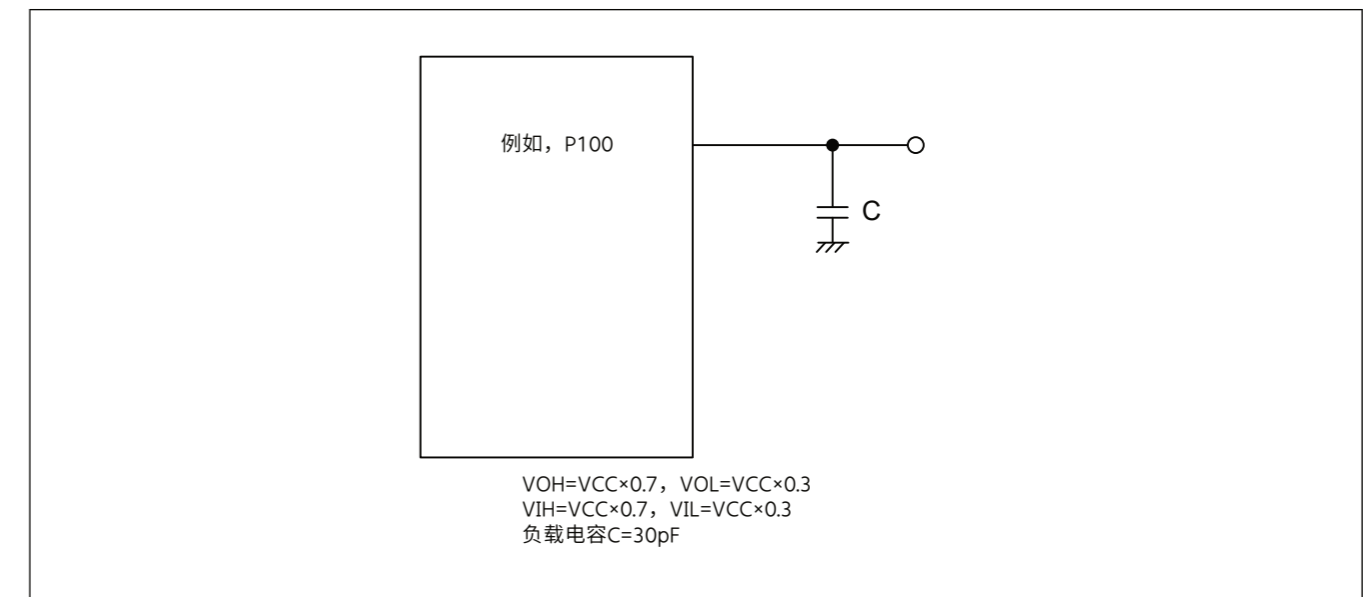 例如，P100
C
VOH=VCC×0.7，VOL=VCC×0.3
VIH=VCC×0.7，VIL=VCC×0.3
负载电容C=30pF